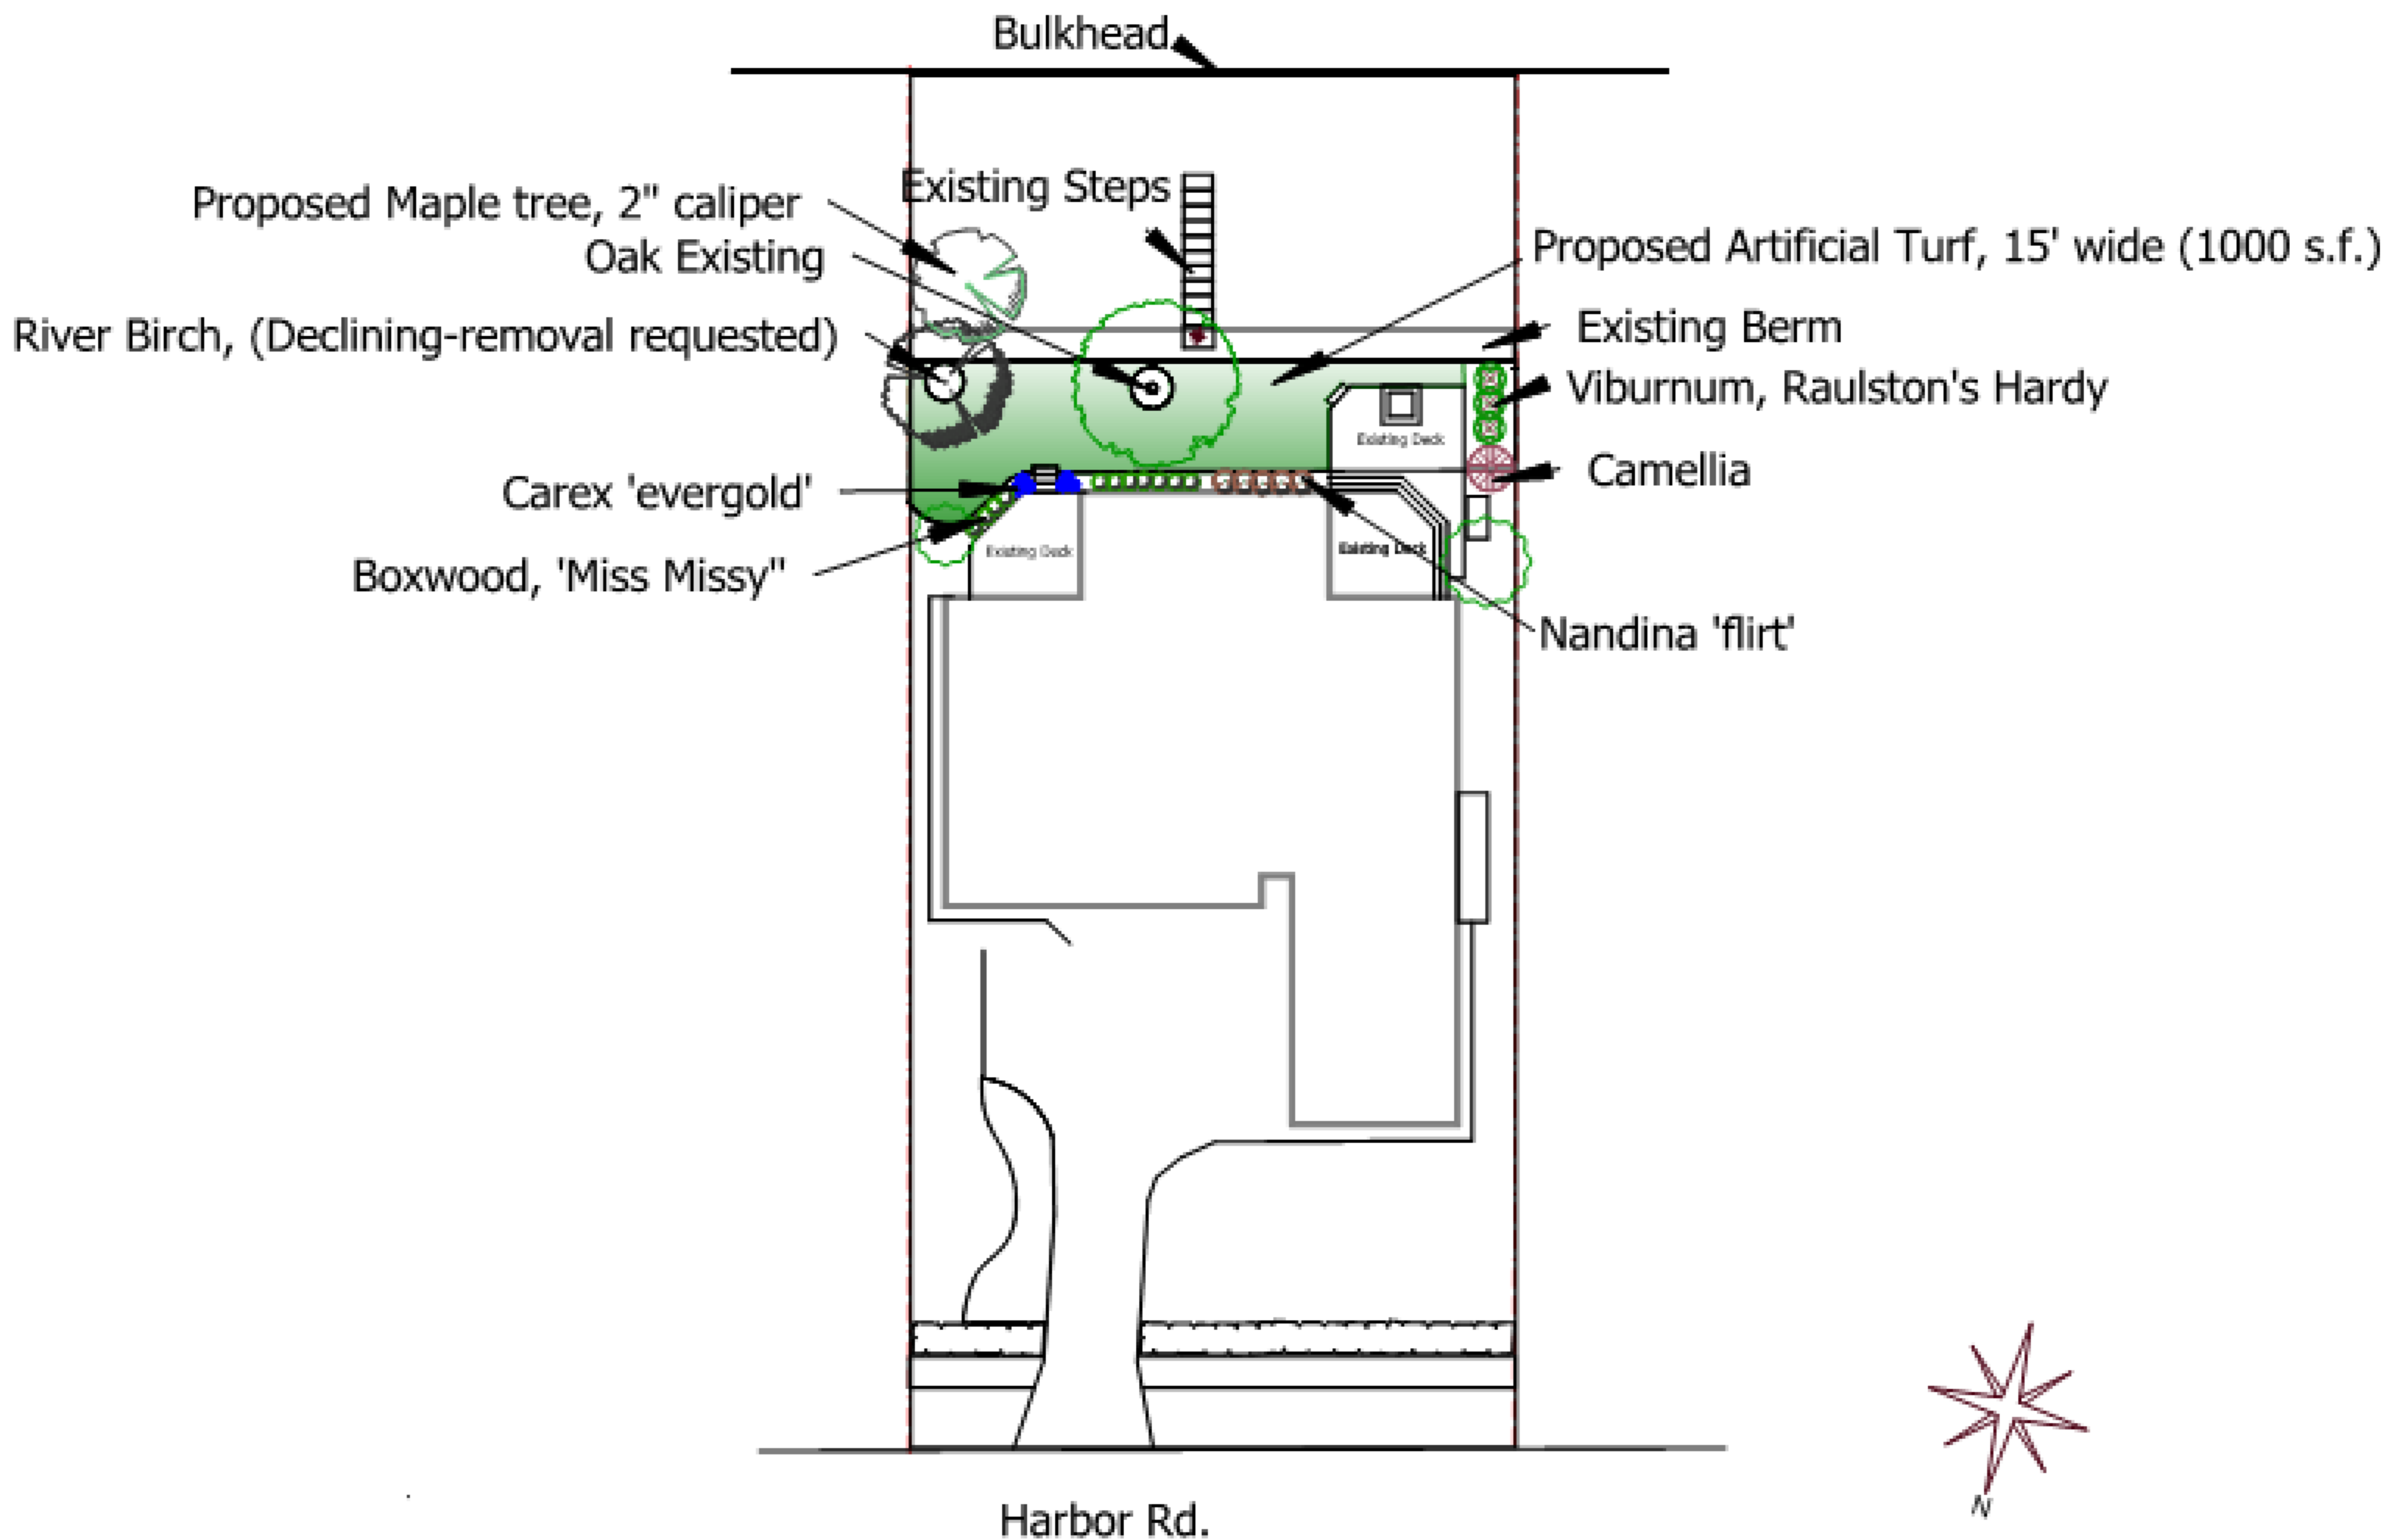 Bulkhead
Existing Steps
Proposed Maple tree, 2" caliper
Oak Existing
Proposed Artificial Turf, 15' wide (1000 s.f.)
River Birch, (Declining-removal requested)
Existing Berm
Viburnum, Raulston's Hardy
Existing Deck
Camellia
Carex 'evergold'
Existing Deck
Existing Deck
Boxwood, 'Miss Missy"
Nandina 'flirt'
N
Harbor Rd.